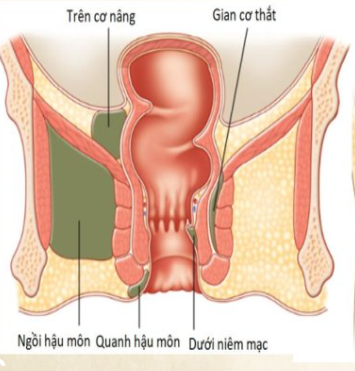 Trên cơ nâng
Gian cơ thắt
Ngồi hậu môn Quanh hậu môn Dưới niêm mạc